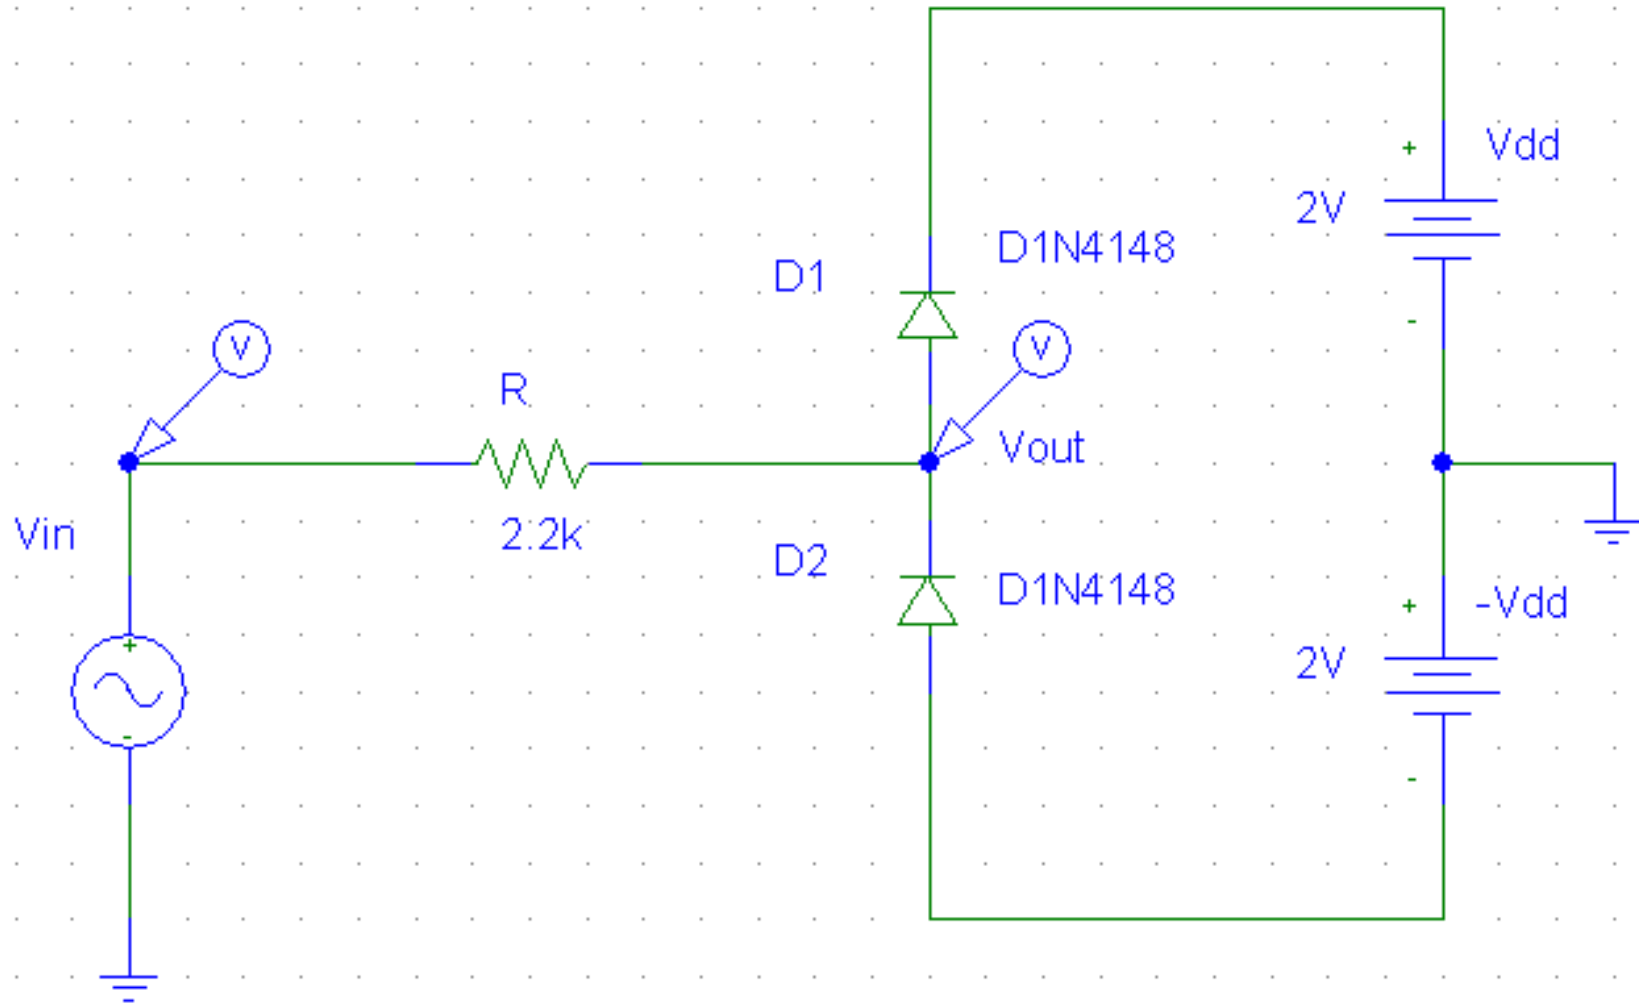 Vdd
+
2V
D1N4148
D1
-
V
V
R
Vout
Vin
2.2k
D2
D1N4148
+
-Vdd
+
2V
-
-